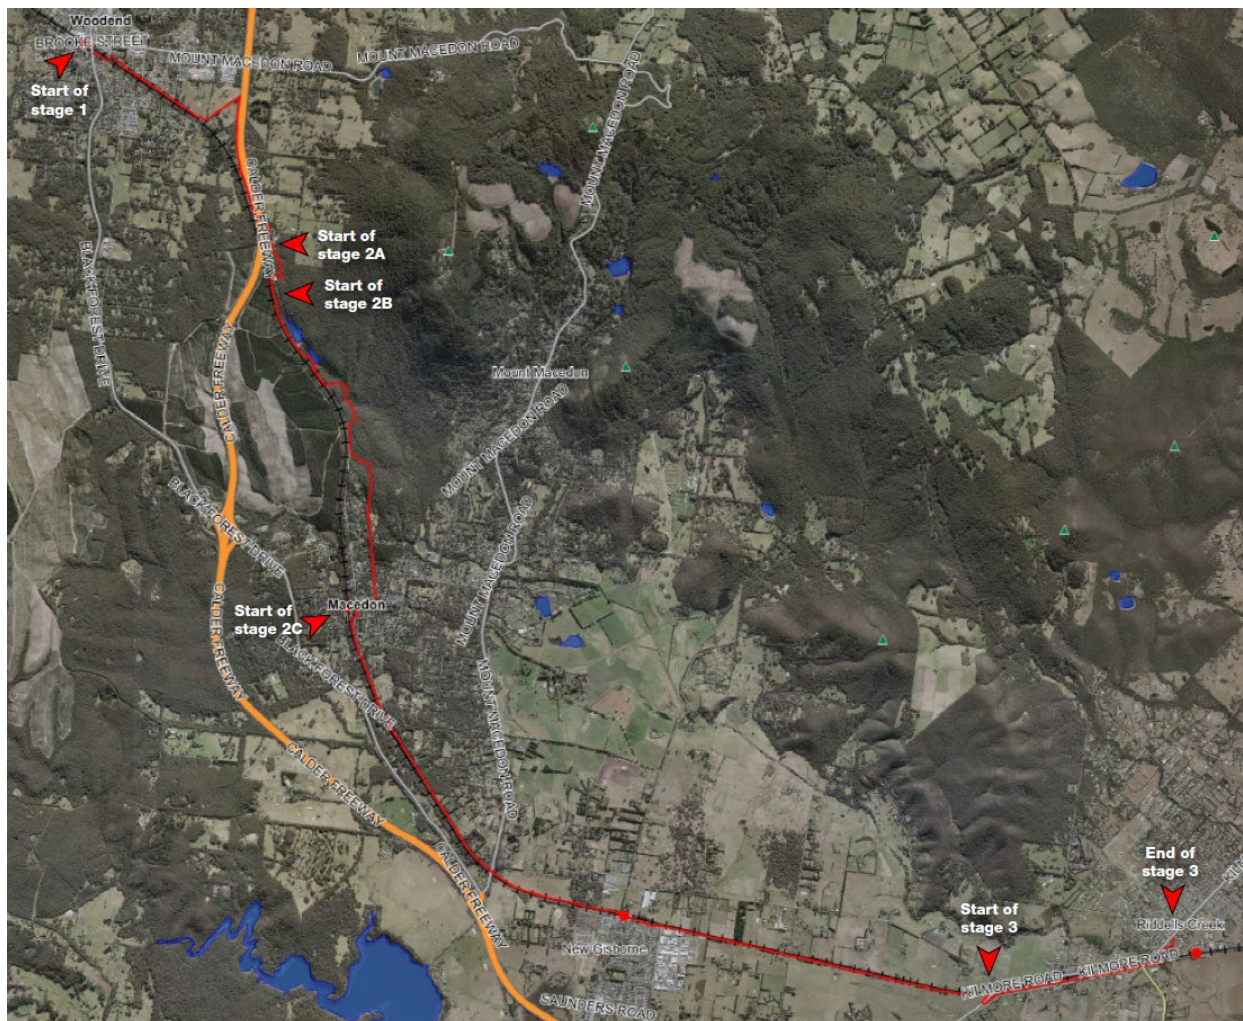 Woodend
BROOKE STREET
MOUNT MACEDON ROAD
MOUNT MACEDON ROAD
MOUNT MACEDON ROAD
Start of
stage 1
CALDER FREEWAY
Start of
stage 2A
Start of
stage 2B
BLACK FOREST DRIVE
CALDER FREEWAY
Mount Macedon
MOUNT MACEDON ROAD
BLACK FOREST DRIVE
MOUNT MACEDON ROAD
Macedon
Start of
stage 2C
CALDER FREEWAY
BLACK FOREST DRIVE
MOUNT MACEDON ROAD
CALDER FREEWAY
CALDER FREEWAY
End of
stage 3
Riddells Creek
Start of
stage 3
New Gisborne
KILMORE ROAD
KILMORE ROAD
SAUNDERS ROAD